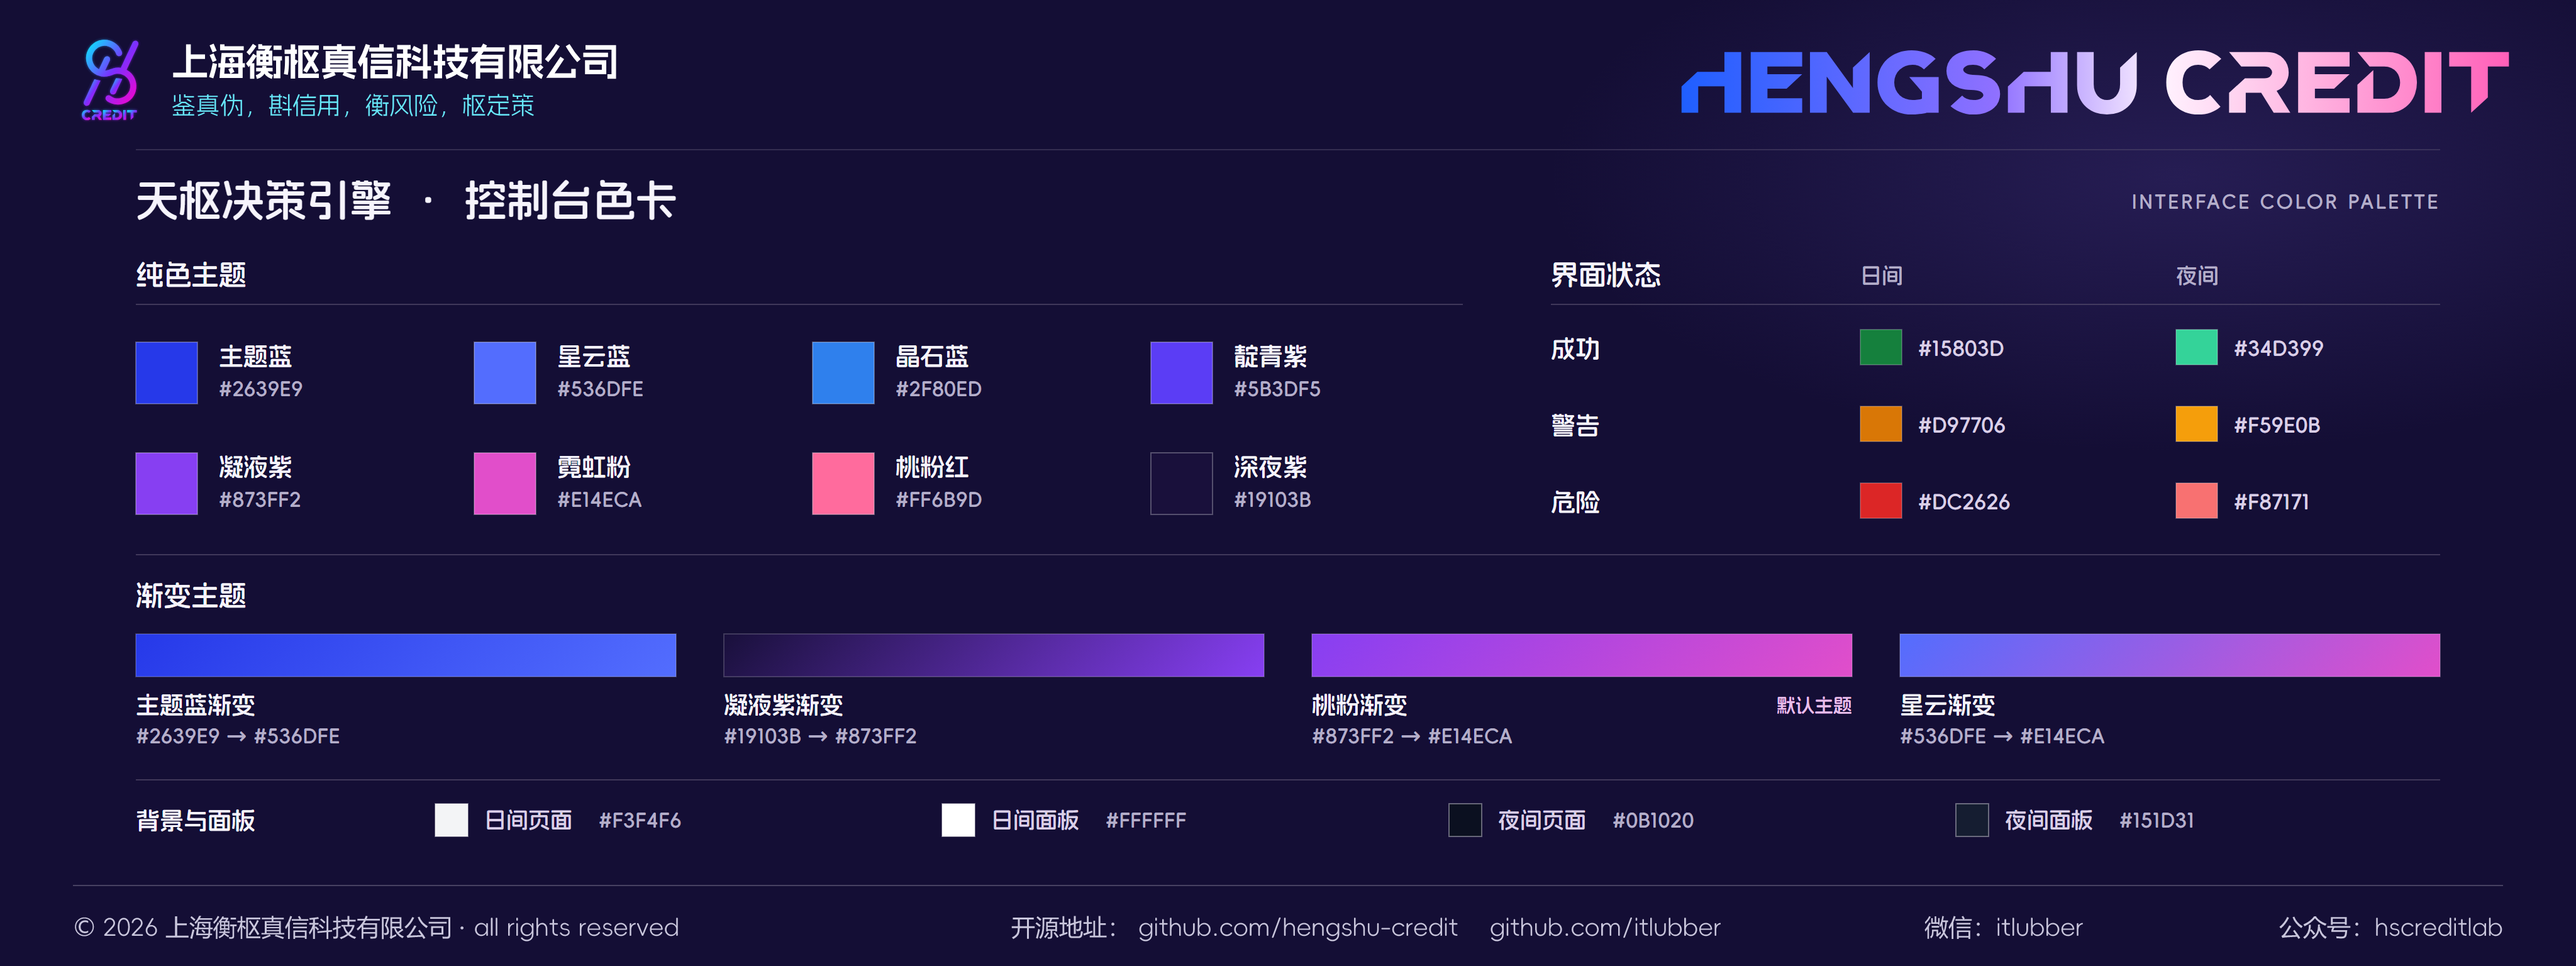 CREDIT
上海衡枢真信科技有限公司
鉴真伪，斟信用，衡风险，枢定策
HENGSHU CREDIT
天枢决策引擎 · 控制台色卡
INTERFACE COLOR PALETTE
纯色主题
主题蓝
#2639E9
星云蓝
#536DFE
晶石蓝
#2F80ED
靛青紫
#5B3DF5
凝液紫
#873FF2
霓虹粉
#E14ECA
桃粉红
#FF6B9D
深夜紫
#19103B
界面状态 日间 夜间
成功 #15803D #34D399
警告 #D97706 #F59E0B
危险 #DC2626 #F87171
渐变主题
主题蓝渐变
#2639E9 → #536DFE
凝液紫渐变
#19103B → #873FF2
桃粉渐变 默认主题
#873FF2 → #E14ECA
星云渐变
#536DFE → #E14ECA
背景与面板 日间页面 #F3F4F6 日间面板 #FFFFFF 夜间页面 #0B1020 夜间面板 #151D31
© 2026 上海衡枢真信科技有限公司 · all rights reserved 开源地址： github.com/hengshu-credit github.com/itlubber 微信：itlubber 公众号：hscreditlab